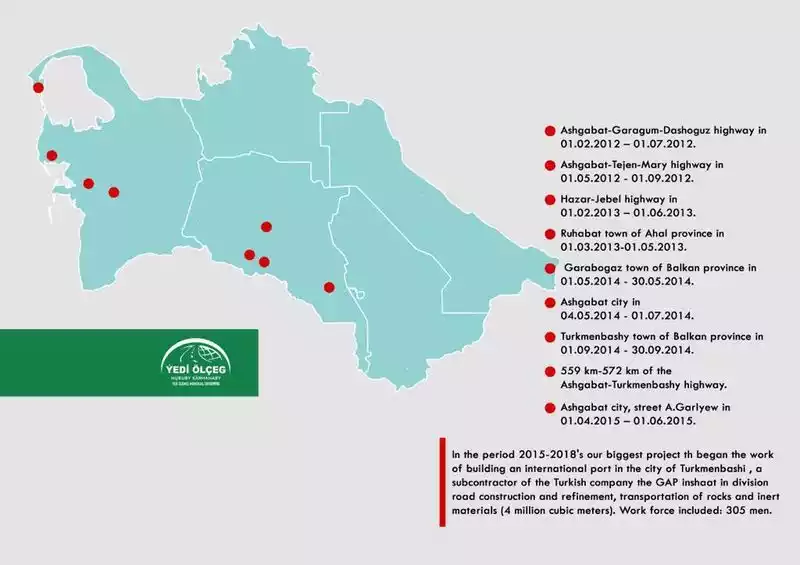 Ashgabat-Garagum-Dashoguz highway in
01.02.2012 – 01.07.2012.
Ashgabat-Tejen-Mary highway in
01.05.2012 - 01.09.2012.
Hazar-Jebel highway in
01.02.2013 – 01.06.2013.
Ruhabat town of Ahal province in
01.03.2013-01.05.2013.
Garabogaz town of Balkan province in
01.05.2014 - 30.05.2014.
Ashgabat city in
04.05.2014 - 01.07.2014.
Turkmenbashy town of Balkan province in
01.09.2014 - 30.09.2014.
559 km-572 km of the
Ashgabat-Turkmenbashy highway.
Ashgabat city, street A.Garlyew in
01.04.2015 – 01.06.2015.
YEDI ÖLÇEG
HUSUSY KÄRHANASY
In the period 2015-2018's our biggest project th began the work
of building an international port in the city of Turkmenbashi , a
subcontractor of the Turkish company the GAP inshaat in division
road construction and refinement, transportation of rocks and inert
materials (4 million cubic meters). Work force included: 305 men.